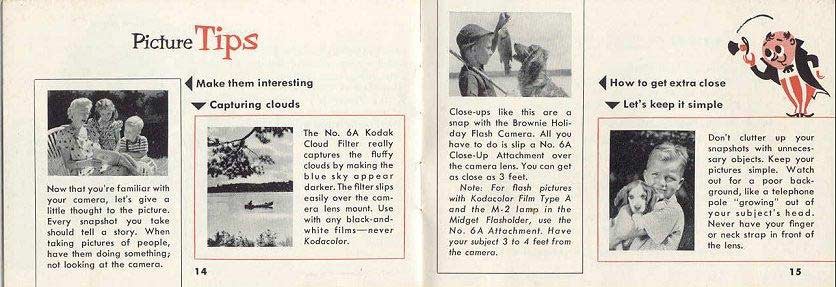 Picture Tips
Make them interesting
Now that you're familiar with
your camera, let's give a
little thought to the picture.
Every snapshot you take
should tell a story. When
taking pictures of people,
have them doing something;
not looking at the camera.
Capturing clouds
The No. 6A Kodak
Cloud Filter really
captures the fluffy
clouds by making the
blue sky appear
darker. The filter slips
easily over the cam-
era lens mount. Use
with any black-and-
white films—never
Kodacolor.
14
How to get extra close
Close-ups like this are a
snap with the Brownie Holi-
day Flash Camera. All you
have to do is slip a No. 6A
Close-Up Attachment over
the camera lens. You can get
as close as 3 feet.
Note: For flash pictures
with Kodacolor Film Type A
and the M-2 lamp in the
Midget Flasholder, use the
No. 6A Attachment. Have
your subject 3 to 4 feet from
the camera.
Let's keep it simple
Don't clutter up your
snapshots with unneces-
sary objects. Keep your
pictures simple. Watch
out for a poor back-
ground, like a telephone
pole "growing" out of
your subject's head.
Never have your finger
or neck strap in front of
the lens.
15